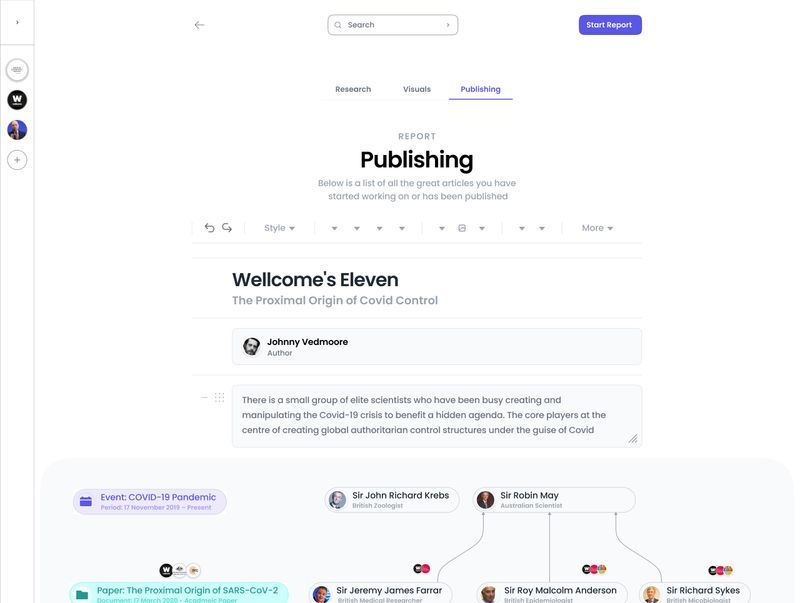 Search
Start Report
Research
Visuals
Publishing
REPORT
Publishing
Below is a list of all the great articles you have
started working on or has been published
Style
More
Wellcome's Eleven
The Proximal Origin of Covid Control
Johnny Vedmoore
Author
There is a small group of elite scientists who have been busy creating and
manipulating the Covid-19 crisis to benefit a hidden agenda. The core players at the
centre of creating global authoritarian control structures under the guise of Covid
Event: COVID-19 Pandemic
Period: 17 November 2019 – Present
Sir John Richard Krebs
British Zoologist
Sir Robin May
Australian Scientist
Paper: The Proximal Origin of SARS-CoV-2
Document: 17 March 2020 - Acadmeic Paper
Sir Jeremy James Farrar
British Medical Researcher
Sir Roy Malcolm Anderson
British Epidemiologist
Sir Richard Sykes
British Micobiologist